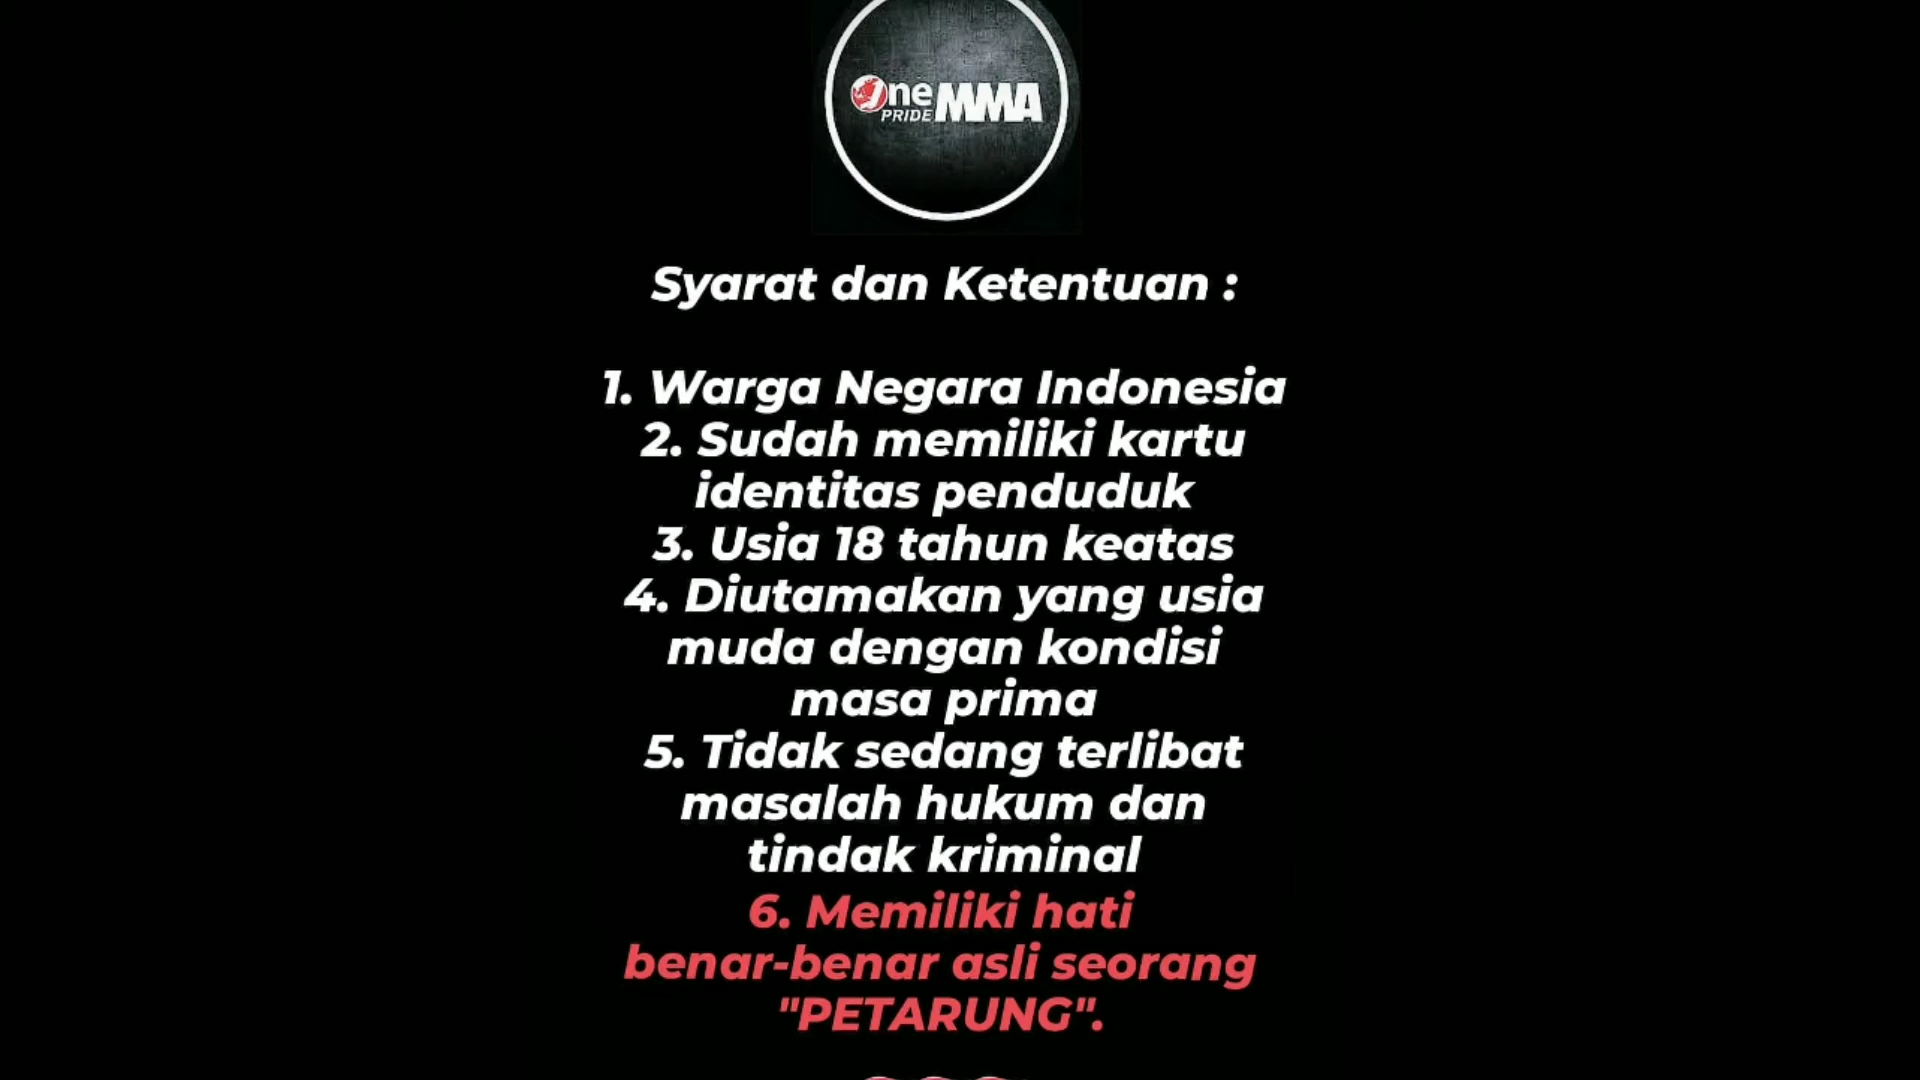 One
PRIDE MMA
Syarat dan Ketentuan :
1. Warga Negara Indonesia
2. Sudah memiliki kartu
identitas penduduk
3. Usia 18 tahun keatas
4. Diutamakan yang usia
muda dengan kondisi
masa prima
5. Tidak sedang terlibat
masalah hukum dan
tindak kriminal
6. Memiliki hati
benar-benar asli seorang
"PETARUNG".